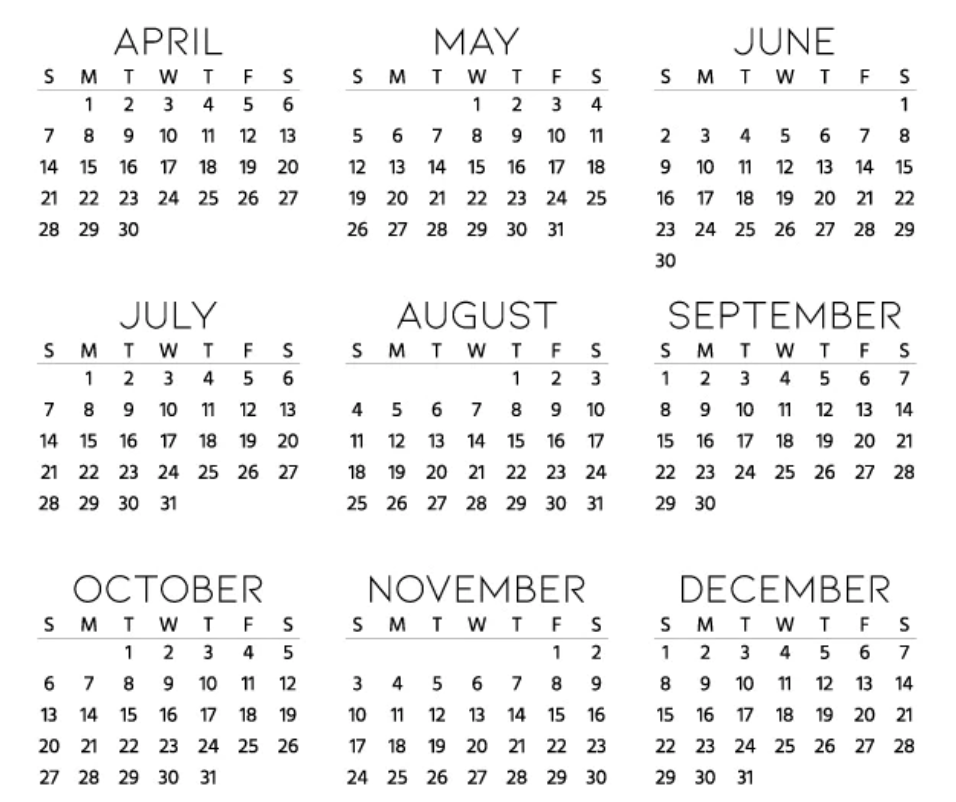 APRIL
S M T W T F S
1 2 3 4 5 6
7 8 9 10 11 12 13
14 15 16 17 18 19 20
21 22 23 24 25 26 27
28 29 30
MAY
S M T W T F S
1 2 3 4
5 6 7 8 9 10 11
12 13 14 15 16 17 18
19 20 21 22 23 24 25
26 27 28 29 30 31
JUNE
S M T W T F S
1
2 3 4 5 6 7 8
9 10 11 12 13 14 15
16 17 18 19 20 21 22
23 24 25 26 27 28 29
30
JULY
S M T W T F S
1 2 3 4 5 6
7 8 9 10 11 12 13
14 15 16 17 18 19 20
21 22 23 24 25 26 27
28 29 30 31
AUGUST
S M T W T F S
1 2 3
4 5 6 7 8 9 10
11 12 13 14 15 16 17
18 19 20 21 22 23 24
25 26 27 28 29 30 31
SEPTEMBER
S M T W T F S
1 2 3 4 5 6 7
8 9 10 11 12 13 14
15 16 17 18 19 20 21
22 23 24 25 26 27 28
29 30
OCTOBER
S M T W T F S
1 2 3 4 5
6 7 8 9 10 11 12
13 14 15 16 17 18 19
20 21 22 23 24 25 26
27 28 29 30 31
NOVEMBER
S M T W T F S
1 2
3 4 5 6 7 8 9
10 11 12 13 14 15 16
17 18 19 20 21 22 23
24 25 26 27 28 29 30
DECEMBER
S M T W T F S
1 2 3 4 5 6 7
8 9 10 11 12 13 14
15 16 17 18 19 20 21
22 23 24 25 26 27 28
29 30 31